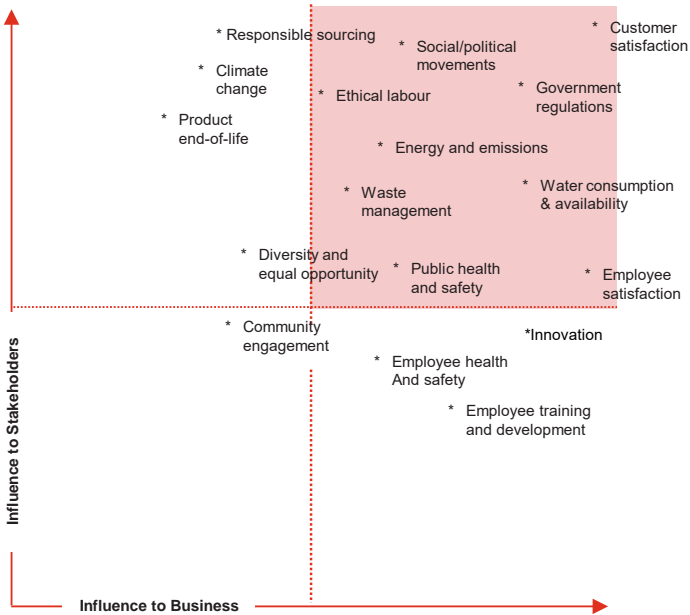 * Responsible sourcing
* Customer
satisfaction
* Social/political
movements
* Climate
change
* Government
regulations
* Ethical labour
* Product
end-of-life
* Energy and emissions
* Waste
management
* Water consumption
& availability
* Diversity and
equal opportunity
* Public health
and safety
* Employee
satisfaction
* Community
engagement
*Innovation
* Employee health
And safety
* Employee training
and development
Influence to Stakeholders
Influence to Business